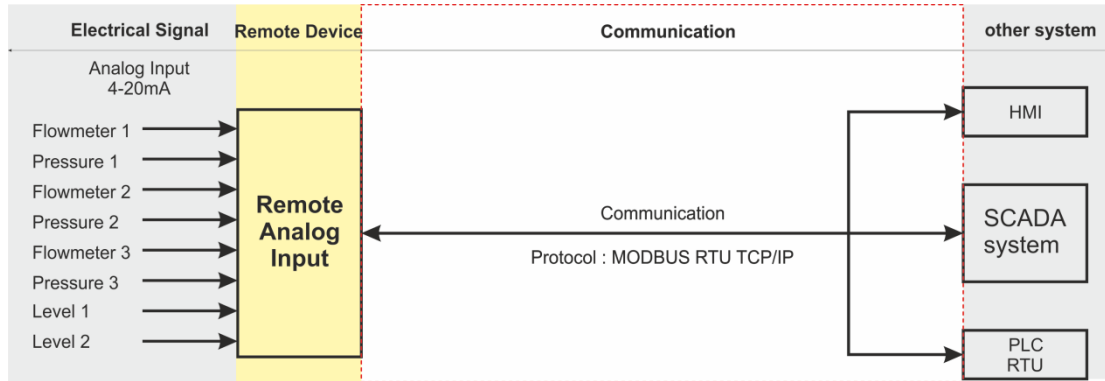 Electrical Signal
Remote Device
Communication
other system
Analog Input
4-20mA
Flowmeter 1
Pressure 1
Flowmeter 2
Pressure 2
Flowmeter 3
Pressure 3
Level 1
Level 2
Remote
Analog
Input
Communication
Protocol : MODBUS RTU TCP/IP
HMI
SCADA
system
PLC
RTU